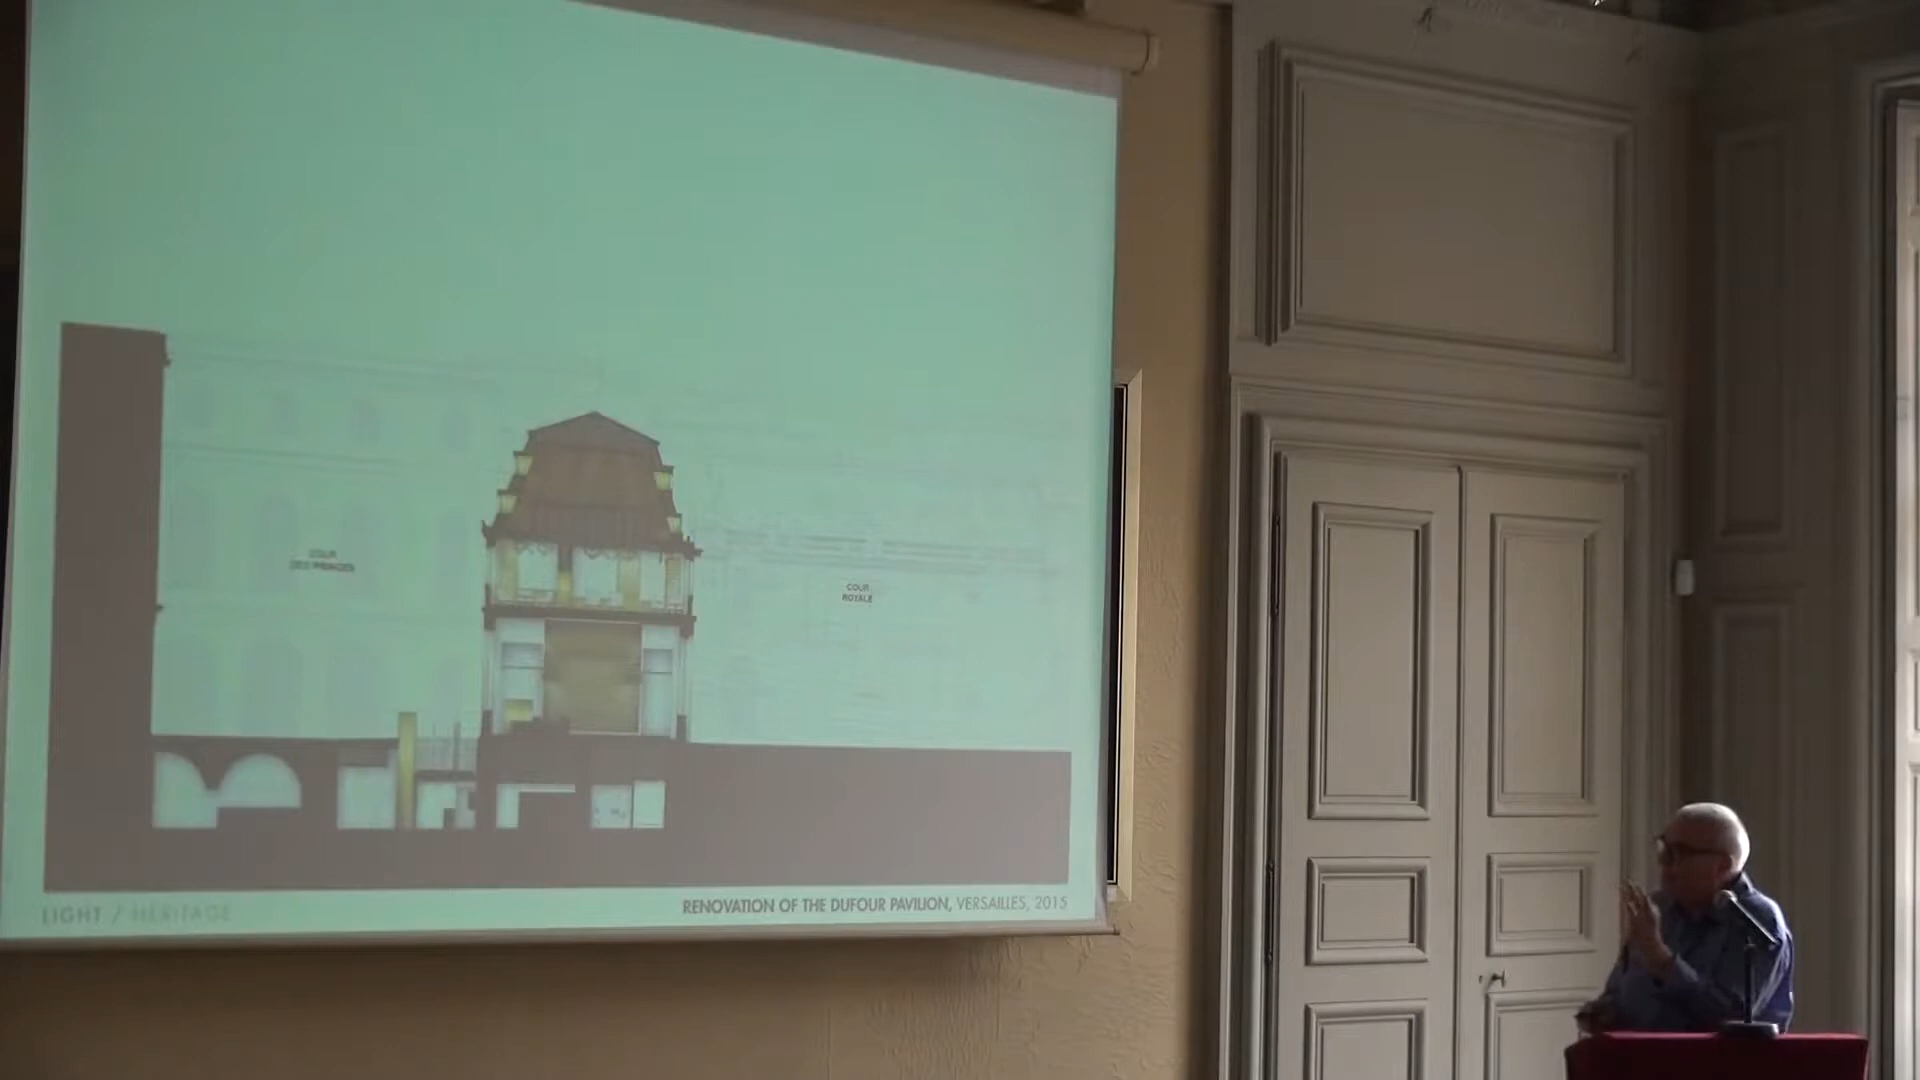 COUR
DES PRINCES
COUR
ROYALE
LIGHT / HERITAGE
RENOVATION OF THE DUFOUR PAVILION, VERSAILLES, 2015